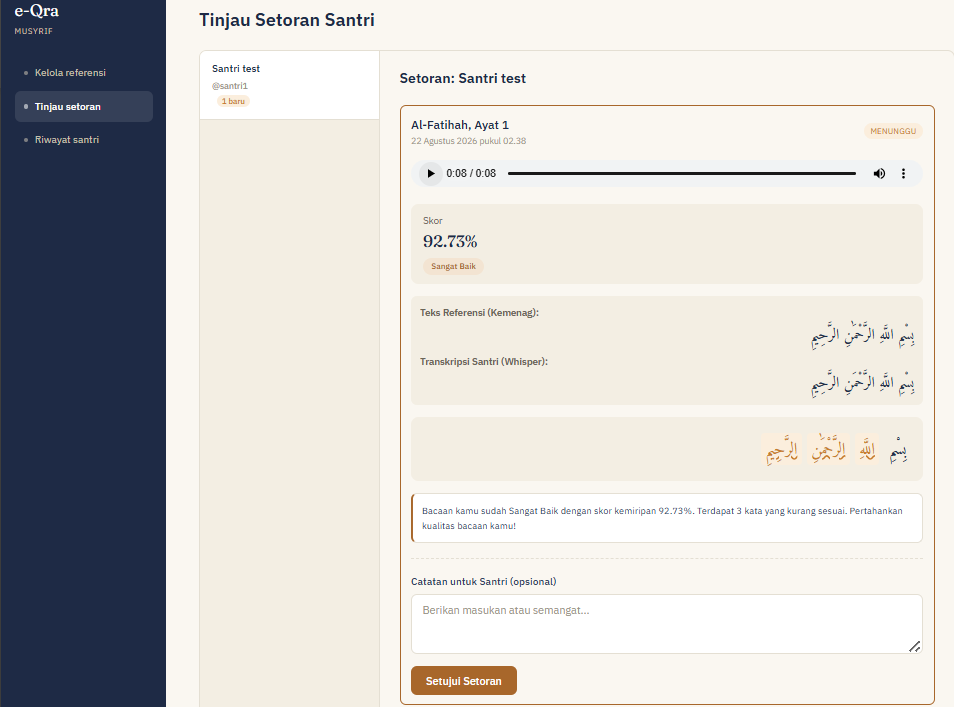 e-Qra
MUSYRIF
Kelola referensi
Tinjau setoran
Riwayat santri
Tinjau Setoran Santri
Santri test
@santri1
1 baru
Setoran: Santri test
Al-Fatihah, Ayat 1
22 Agustus 2026 pukul 02.38
MENUNGGU
0:08 / 0:08
Skor
92.73%
Sangat Baik
Teks Referensi (Kemenag):
بِسْمِ اللّٰهِ الرَّحْمٰنِ الرَّحِيْمِ
Transkripsi Santri (Whisper):
بِسْمِ اللَّهِ الرَّحْمَنِ الرَّحِيمِ
بِسْمِ اللّٰهِ الرَّحْمٰنِ الرَّحِيْمِ
Bacaan kamu sudah Sangat Baik dengan skor kemiripan 92.73%. Terdapat 3 kata yang kurang sesuai. Pertahankan
kualitas bacaan kamu!
Catatan untuk Santri (opsional)
Berikan masukan atau semangat...
Setujui Setoran